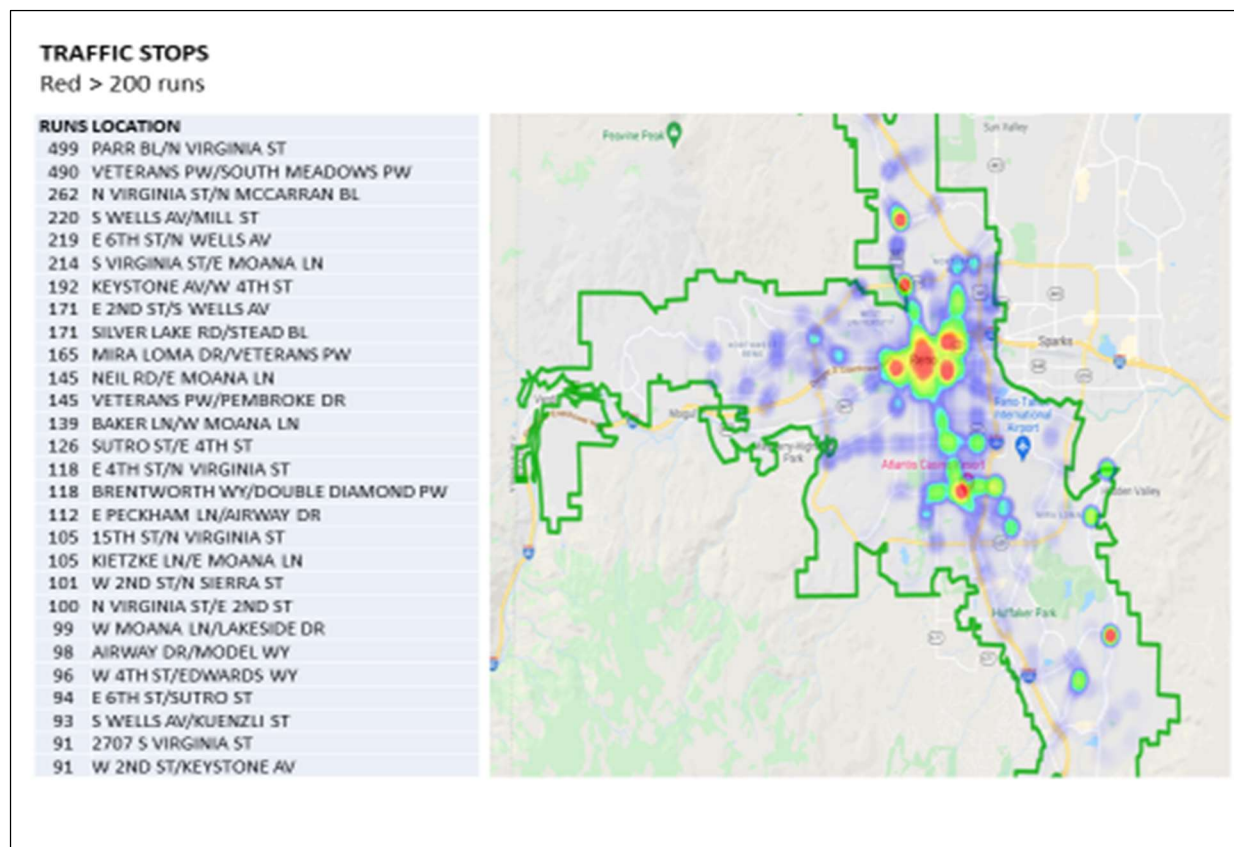 TRAFFIC STOPS
Red > 200 runs
RUNS LOCATION
499 PARR BL/N VIRGINIA ST
490 VETERANS PW/SOUTH MEADOWS PW
262 N VIRGINIA ST/N MCCARRAN BL
220 S WELLS AV/MILL ST
219 E 6TH ST/N WELLS AV
214 S VIRGINIA ST/E MOANA LN
192 KEYSTONE AV/W 4TH ST
171 E 2ND ST/S WELLS AV
171 SILVER LAKE RD/STEAD BL
165 MIRA LOMA DR/VETERANS PW
145 NEIL RD/E MOANA LN
145 VETERANS PW/PEMBROKE DR
139 BAKER LN/W MOANA LN
126 SUTRO ST/E 4TH ST
118 E 4TH ST/N VIRGINIA ST
118 BRENTWORTH WY/DOUBLE DIAMOND PW
112 E PECKHAM LN/AIRWAY DR
105 15TH ST/N VIRGINIA ST
105 KIETZKE LN/E MOANA LN
101 W 2ND ST/N SIERRA ST
100 N VIRGINIA ST/E 2ND ST
99 W MOANA LN/LAKESIDE DR
98 AIRWAY DR/MODEL WY
96 W 4TH ST/EDWARDS WY
94 E 6TH ST/SUTRO ST
93 S WELLS AV/KUENZLI ST
91 2707 S VIRGINIA ST
91 W 2ND ST/KEYSTONE AV
Peavine Peak
Sun Valley
Sparks
Reno
Mogul
Reno Tahoe
International
Airport
Park
Atlantis Casino Resort
Hidden Valley
Huffaker Park